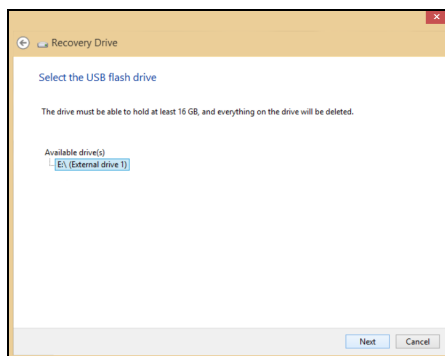 Recovery Drive
Select the USB flash drive
The drive must be able to hold at least 16 GB, and everything on the drive will be deleted.
Available drive(s)
E:\ (External drive 1)
Next Cancel